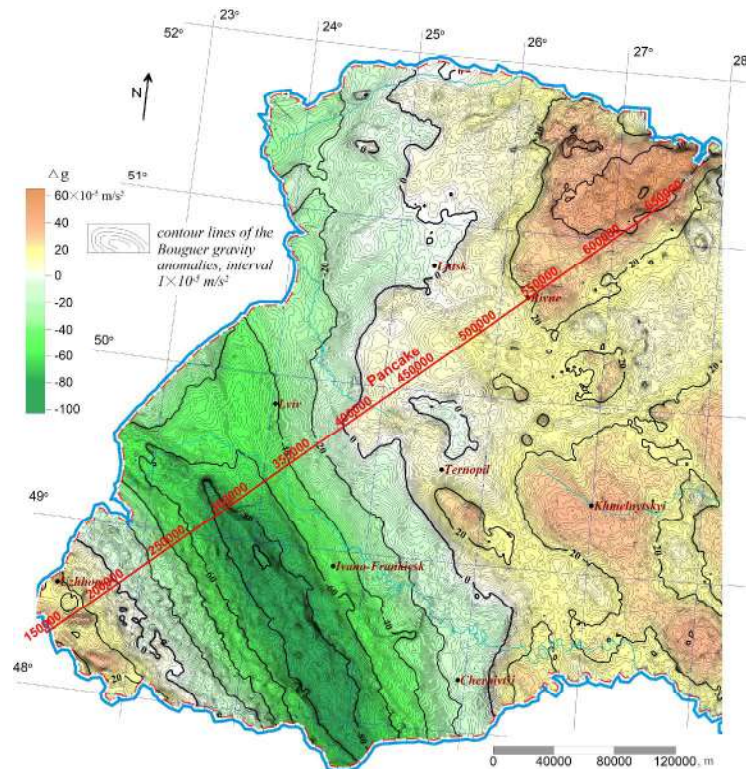 23°
24°
25°
26°
27°
28
52°
51°
50°
49°
48°
N
△g
60×10⁻⁵ m/s²
40
20
0
-20
-40
-60
-80
-100
contour lines of the
Bouguer gravity
anomalies, interval
1×10⁻⁵ m/s²
Lutsk
Rivne
Lviv
Ternopil
Khmelnytskyi
Ivano-Frankivsk
Chernivtsi
Pancake
150000
200000
250000
300000
350000
400000
450000
500000
550000
600000
650000
0
40000
80000
120000, m